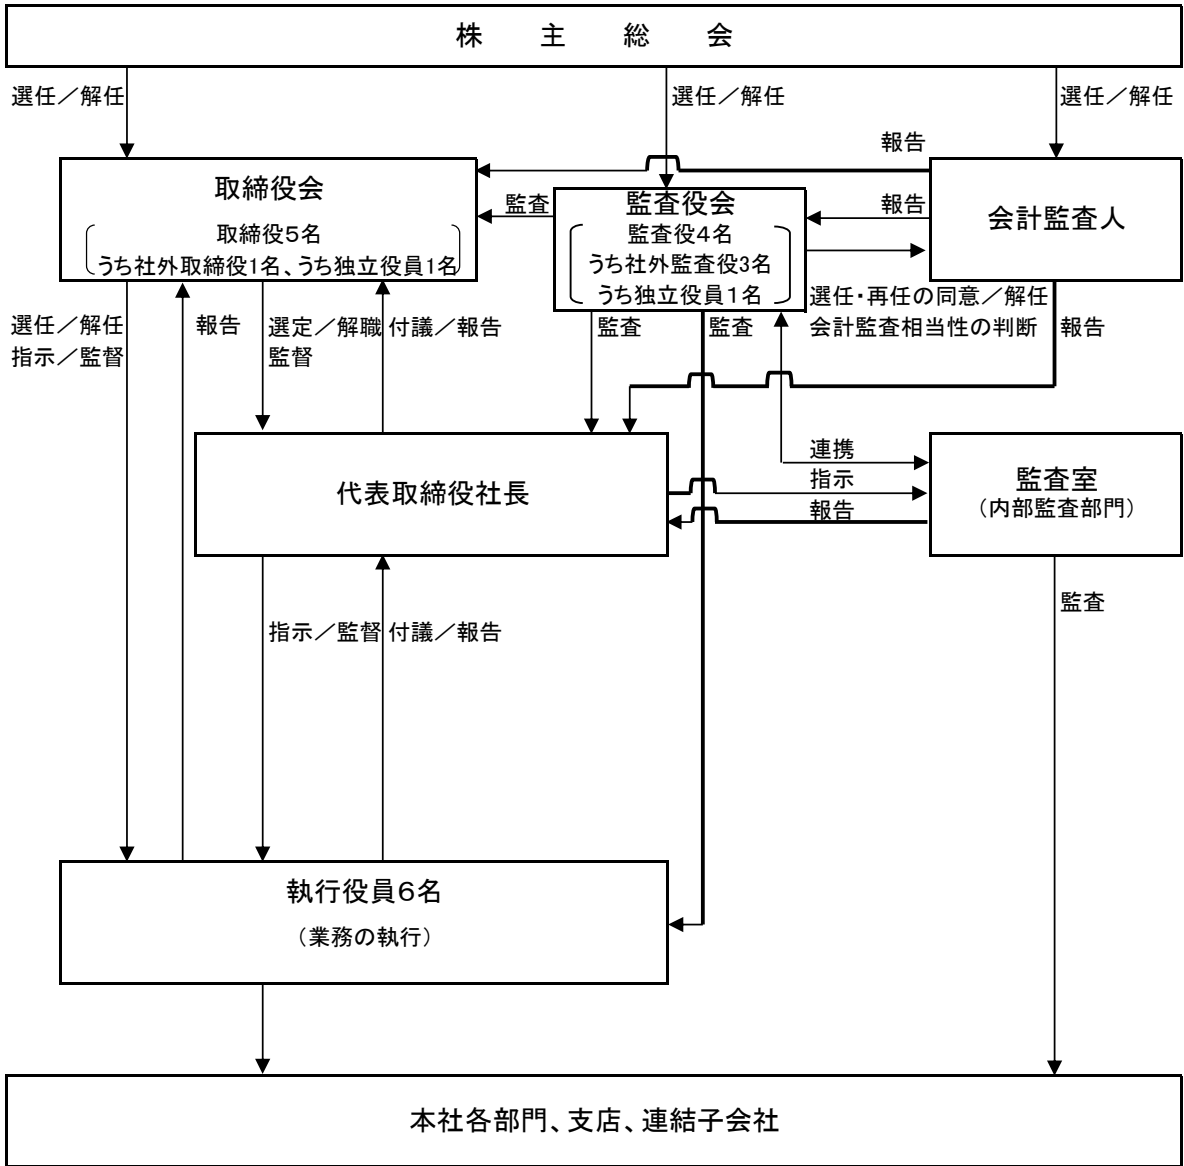 株　主　総　会
選任／解任
選任／解任
選任／解任
報告
取締役会
取締役５名
うち社外取締役1名、うち独立役員1名
監査
監査役会
監査役４名
うち社外監査役3名
うち独立役員１名
報告
会計監査人
選任・再任の同意／解任
会計監査相当性の判断
報告
選任／解任
指示／監督
報告
選定／解職
監督
付議／報告
監査
監査
代表取締役社長
連携
指示
報告
監査室
（内部監査部門）
監査
指示／監督
付議／報告
執行役員６名
（業務の執行）
本社各部門、支店、連結子会社